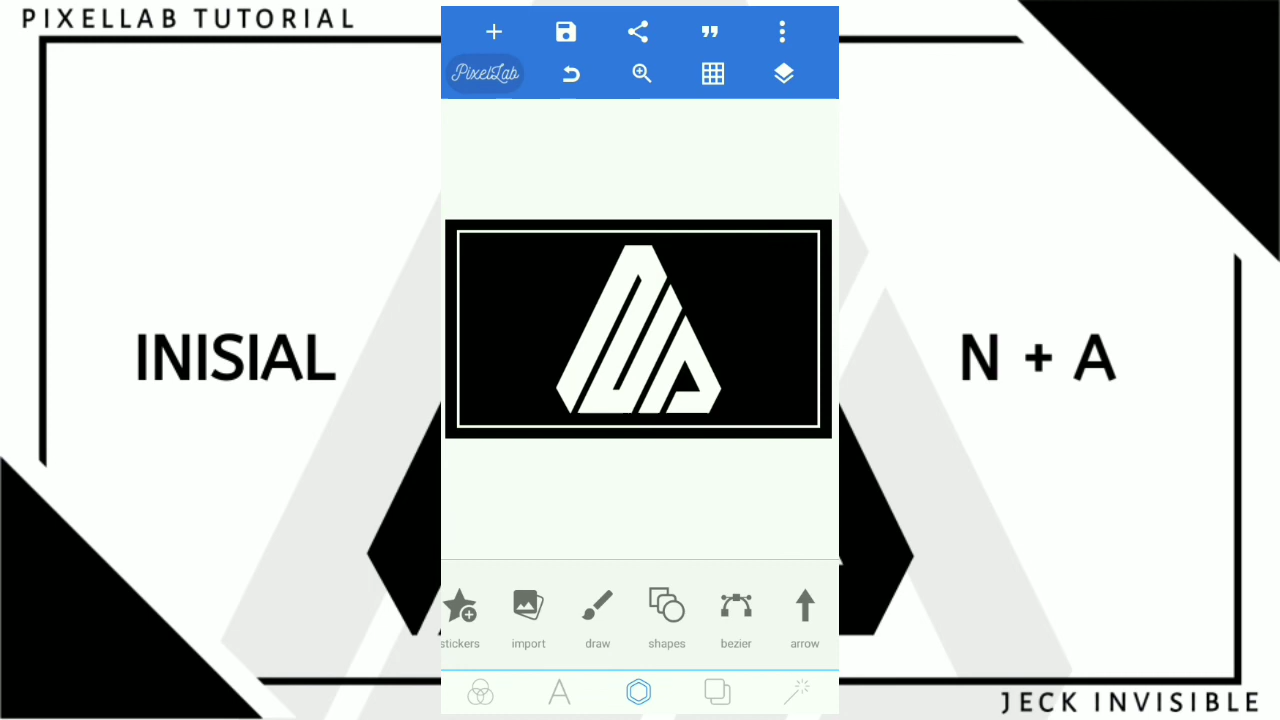 PIXELLAB TUTORIAL
PixelLab
INISIAL
N + A
stickers
import
draw
shapes
bezier
arrow
JECK INVISIBLE